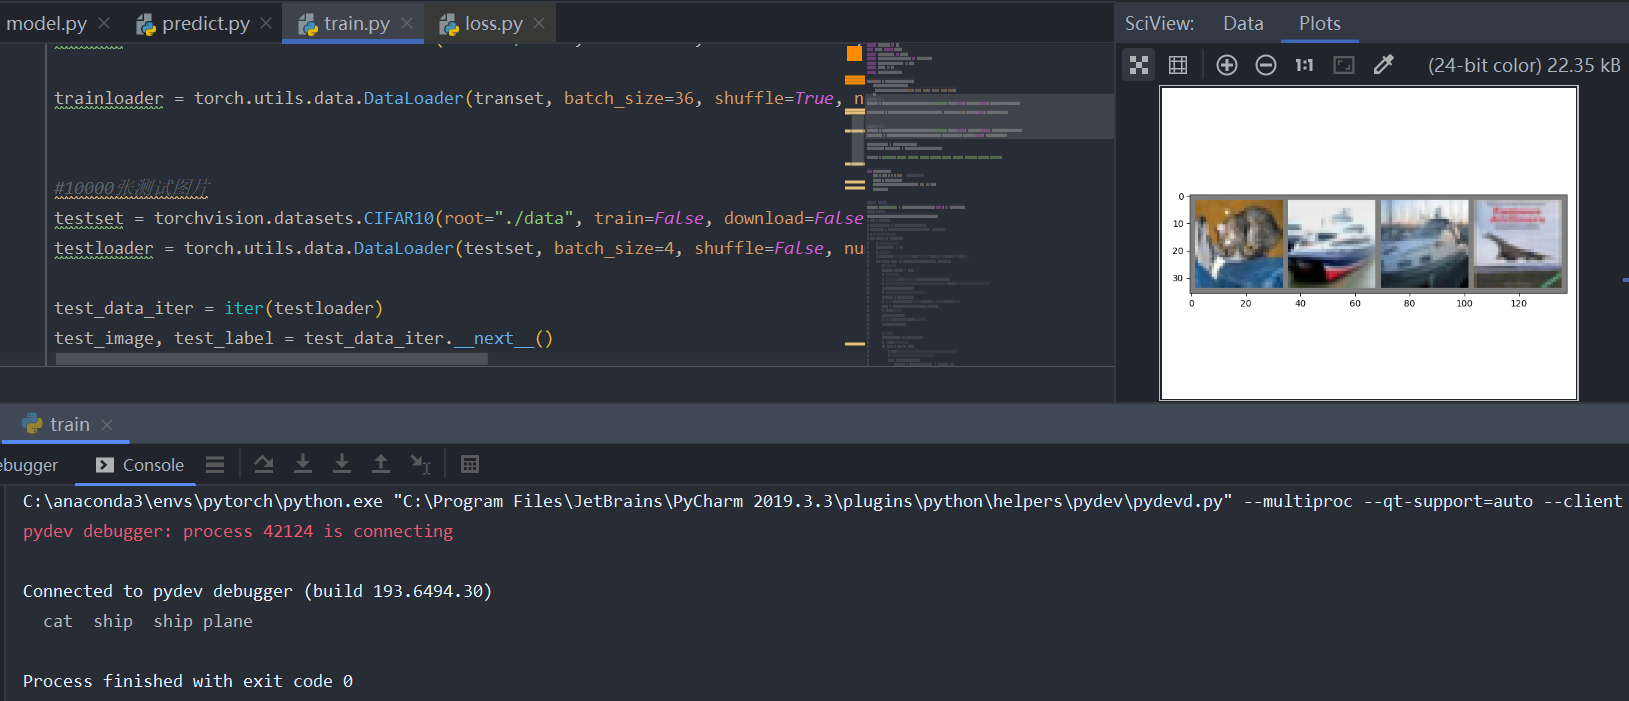 model.py predict.py train.py loss.py
SciView: Data Plots
1:1 (24-bit color) 22.35 kB
trainloader = torch.utils.data.DataLoader(transet, batch_size=36, shuffle=True, n
#10000张测试图片
testset = torchvision.datasets.CIFAR10(root="./data", train=False, download=False
testloader = torch.utils.data.DataLoader(testset, batch_size=4, shuffle=False, nu
test_data_iter = iter(testloader)
test_image, test_label = test_data_iter.__next__()
0
10
20
30
0 20 40 60 80 100 120
train
ebugger Console
C:\anaconda3\envs\pytorch\python.exe "C:\Program Files\JetBrains\PyCharm 2019.3.3\plugins\python\helpers\pydev\pydevd.py" --multiproc --qt-support=auto --client
pydev debugger: process 42124 is connecting
Connected to pydev debugger (build 193.6494.30)
cat ship ship plane
Process finished with exit code 0